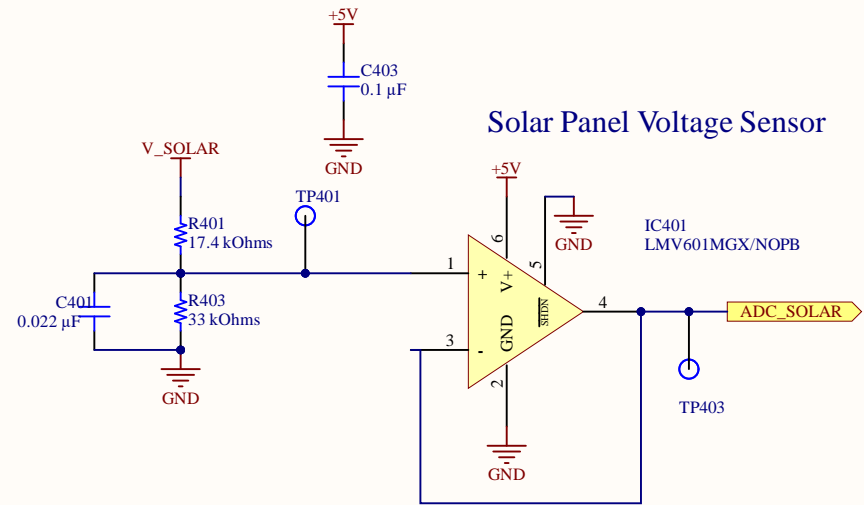 +5V
C403
0.1 µF
GND
Solar Panel Voltage Sensor
V_SOLAR
R401
17.4 kOhms
TP401
C401
0.022 µF
R403
33 kOhms
GND
+5V
GND
IC401
LMV601MGX/NOPB
1
+
3
-
6
V+
5
SHDN
GND
2
4
GND
ADC_SOLAR
TP403